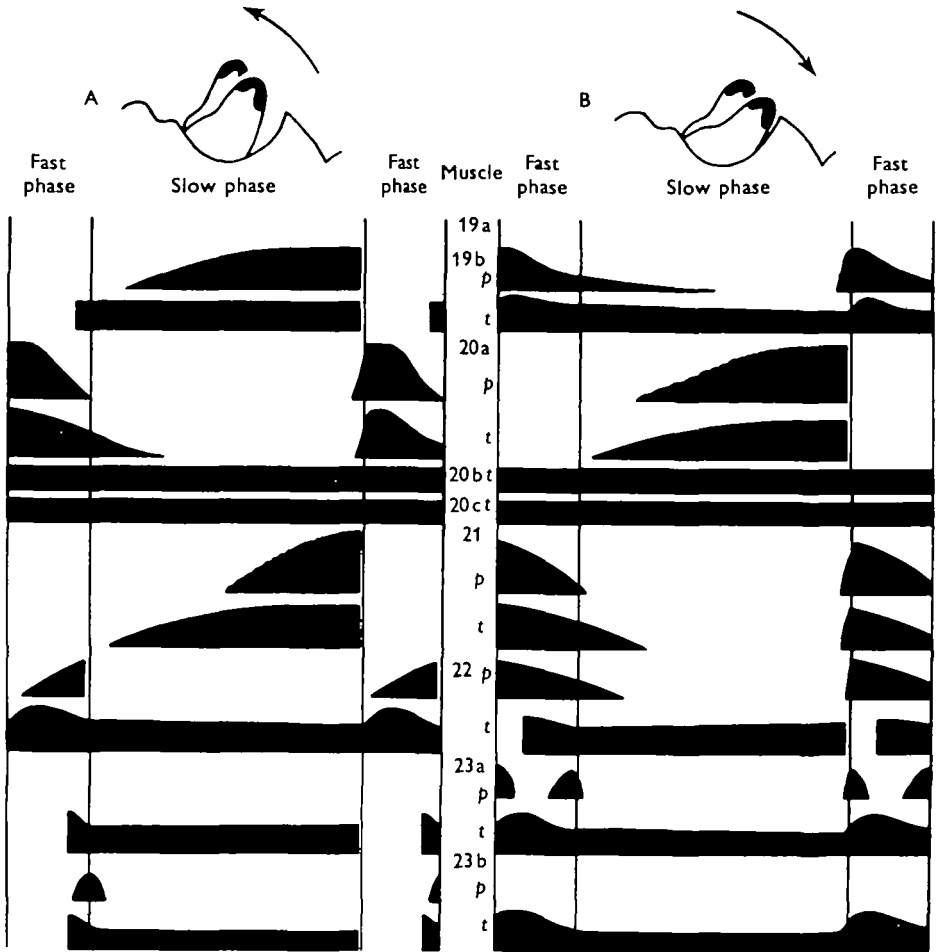 A
B
Fast phase
Slow phase
Fast phase
Muscle
Fast phase
Slow phase
Fast phase
19a
19b
p
t
20a
p
t
20b t
20c t
21
p
t
22 p
t
23a
p
t
23b
p
t